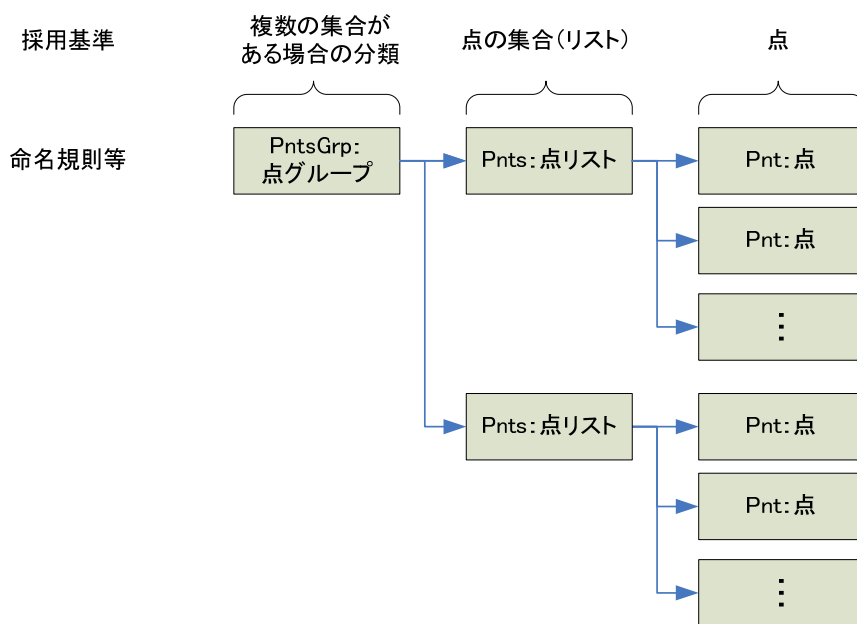 採用基準
複数の集合が
ある場合の分類
点の集合(リスト)
点
命名規則等
PntsGrp:
点グループ
Pnts:点リスト
Pnt:点
Pnt:点
⋮
Pnts:点リスト
Pnt:点
Pnt:点
⋮